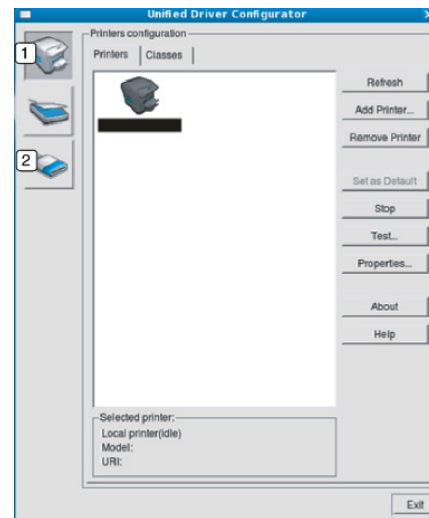 Unified Driver Configurator
1
Printers configuration
Printers Classes
Refresh
Add Printer...
Remove Printer
2
Set as Default
Stop
Test...
Properties...
About
Help
Selected printer:
Local printer(idle)
Model:
URI:
Exit